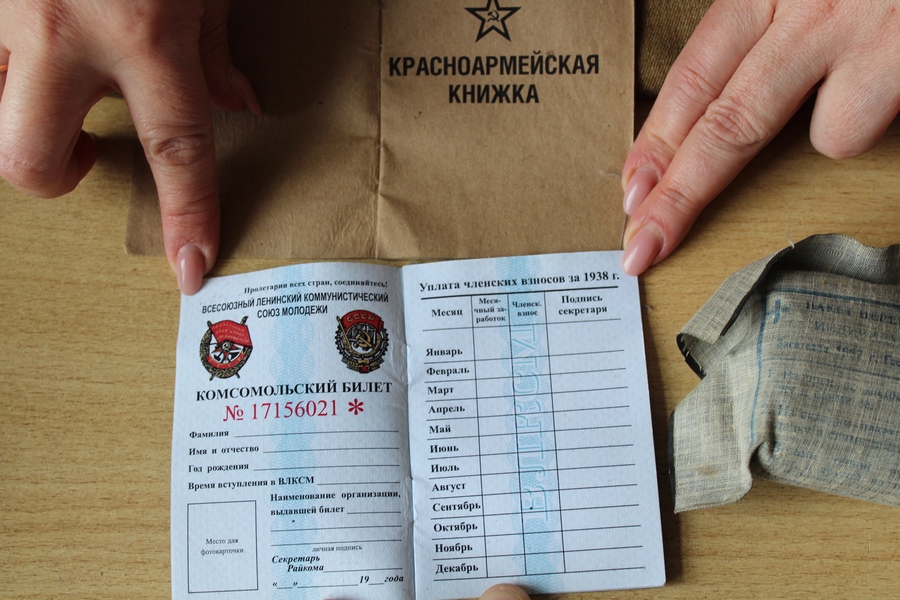 КРАСНОАРМЕЙСКАЯ
КНИЖКА
Пролетарии всех стран, соединяйтесь!
ВСЕСОЮЗНЫЙ ЛЕНИНСКИЙ КОММУНИСТИЧЕСКИЙ
СОЮЗ МОЛОДЕЖИ
СССР
КОМСОМОЛЬСКИЙ БИЛЕТ
№ 17156021 *
Фамилия
Имя и отчество
Год рождения
Время вступления в ВЛКСМ
Наименование организации,
выдавшей билет
Место для
фотокарточки
личная подпись
Секретарь
Райкома
«__»__________ 19__года
Уплата членских взносов за 1938 г.
Месяц
Меся-
чный за-
работок
Членск.
взнос
Подпись
секретаря
Январь
Февраль
Март
Апрель
Май
Июнь
Июль
Август
Сентябрь
Октябрь
Ноябрь
Декабрь
ВЛКСМ